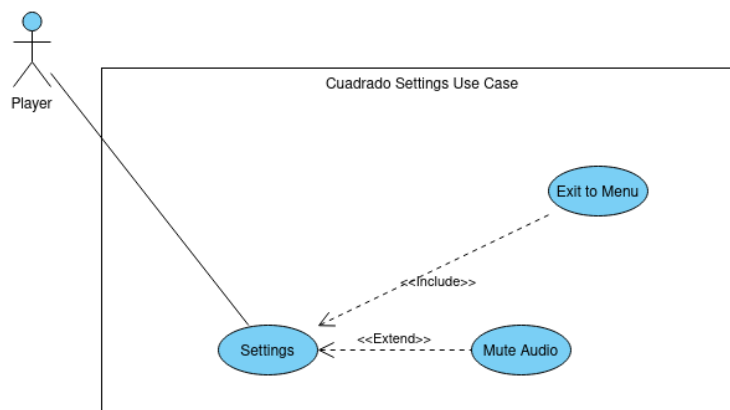 Player
Cuadrado Settings Use Case
Exit to Menu
<<Include>>
<<Extend>>
Settings
Mute Audio